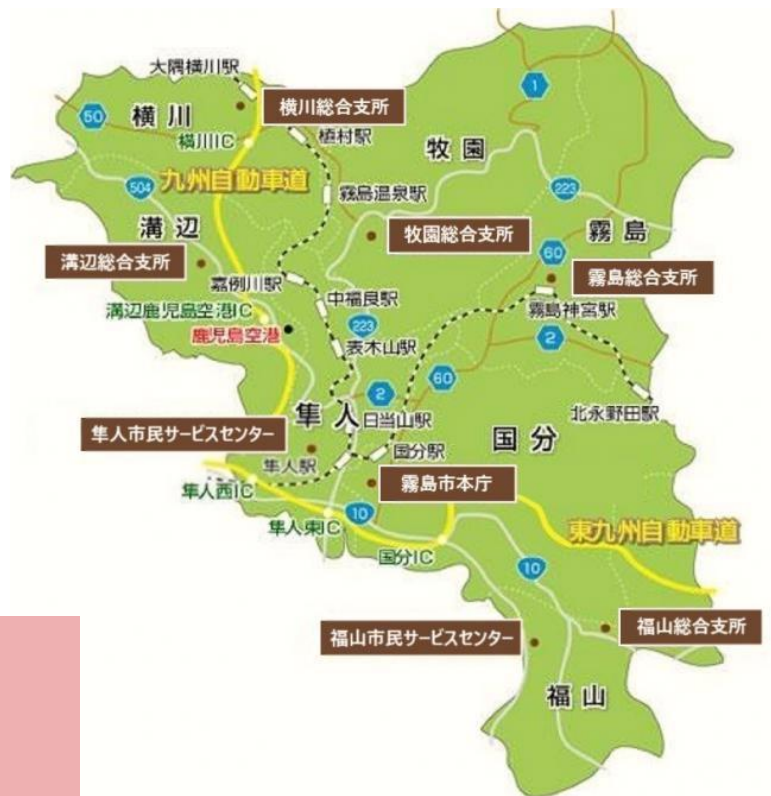 大隅横川駅
横川総合支所
1
横川
50
植村駅
横川IC
牧園
九州自動車道
504
霧島温泉駅
223
溝辺
牧園総合支所
霧島
60
溝辺総合支所
霧島総合支所
嘉例川駅
中福良駅
溝辺鹿児島空港IC
霧島神宮駅
223
鹿児島空港
表木山駅
2
60
2
隼人
日当山駅
北永野田駅
隼人市民サービスセンター
国分
国分駅
隼人駅
霧島市本庁
隼人西IC
10
隼人東IC
東九州自動車道
国分IC
10
福山市民サービスセンター
福山総合支所
福山